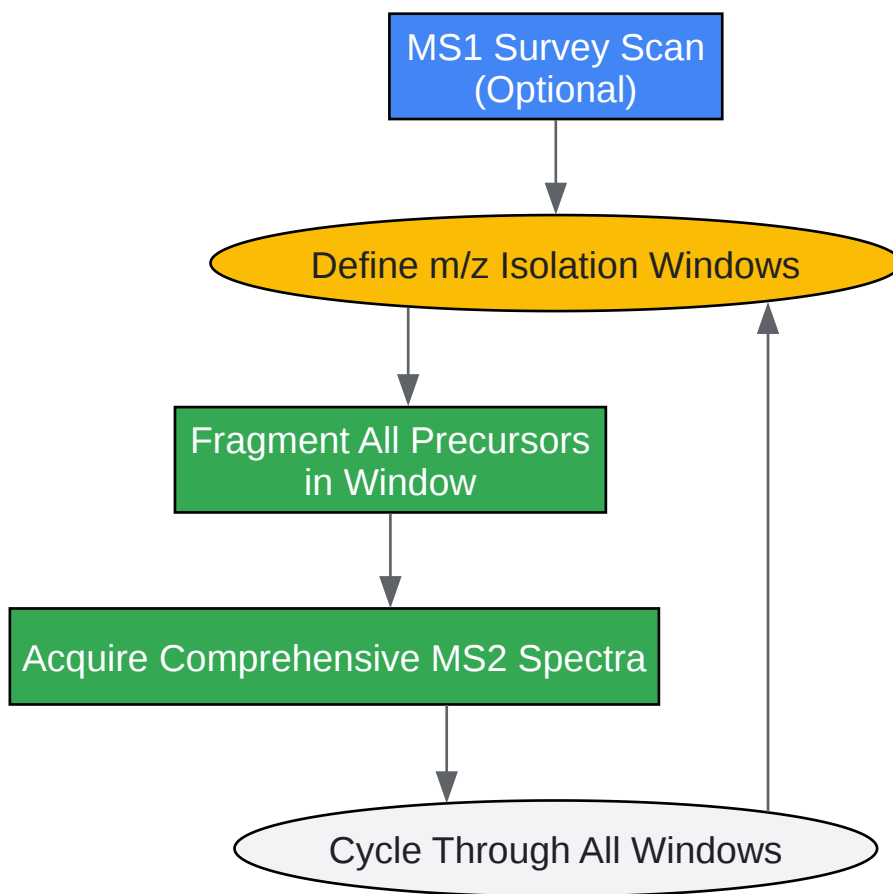 MS1 Survey Scan
(Optional)
Define m/z Isolation Windows
Fragment All Precursors
in Window
Acquire Comprehensive MS2 Spectra
Cycle Through All Windows